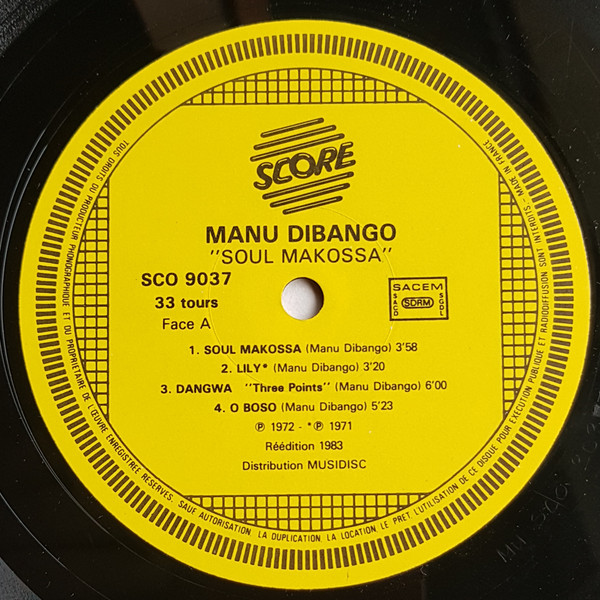 SCORE
MANU DIBANGO
"SOUL MAKOSSA"
SCO 9037
33 tours
Face A
SACEM
SACD
SDRM
SGDL
1. SOUL MAKOSSA (Manu Dibango) 3'58
2. LILY* (Manu Dibango) 3'20
3. DANGWA "Three Points" (Manu Dibango) 6'00
4. O BOSO (Manu Dibango) 5'23
℗ 1972 - *℗ 1971
Réédition 1983
Distribution MUSIDISC
TOUS DROITS DU PRODUCTEUR PHONOGRAPHIQUE ET DU PROPRIETAIRE DE L'ŒUVRE ENREGISTREE RESERVES. SAUF AUTORISATION LA DUPLICATION, LA LOCATION, LE PRET, L'UTILISATION DE CE DISQUE POUR EXECUTION PUBLIQUE ET RADIODIFFUSION SONT INTERDITS - MADE IN FRANCE